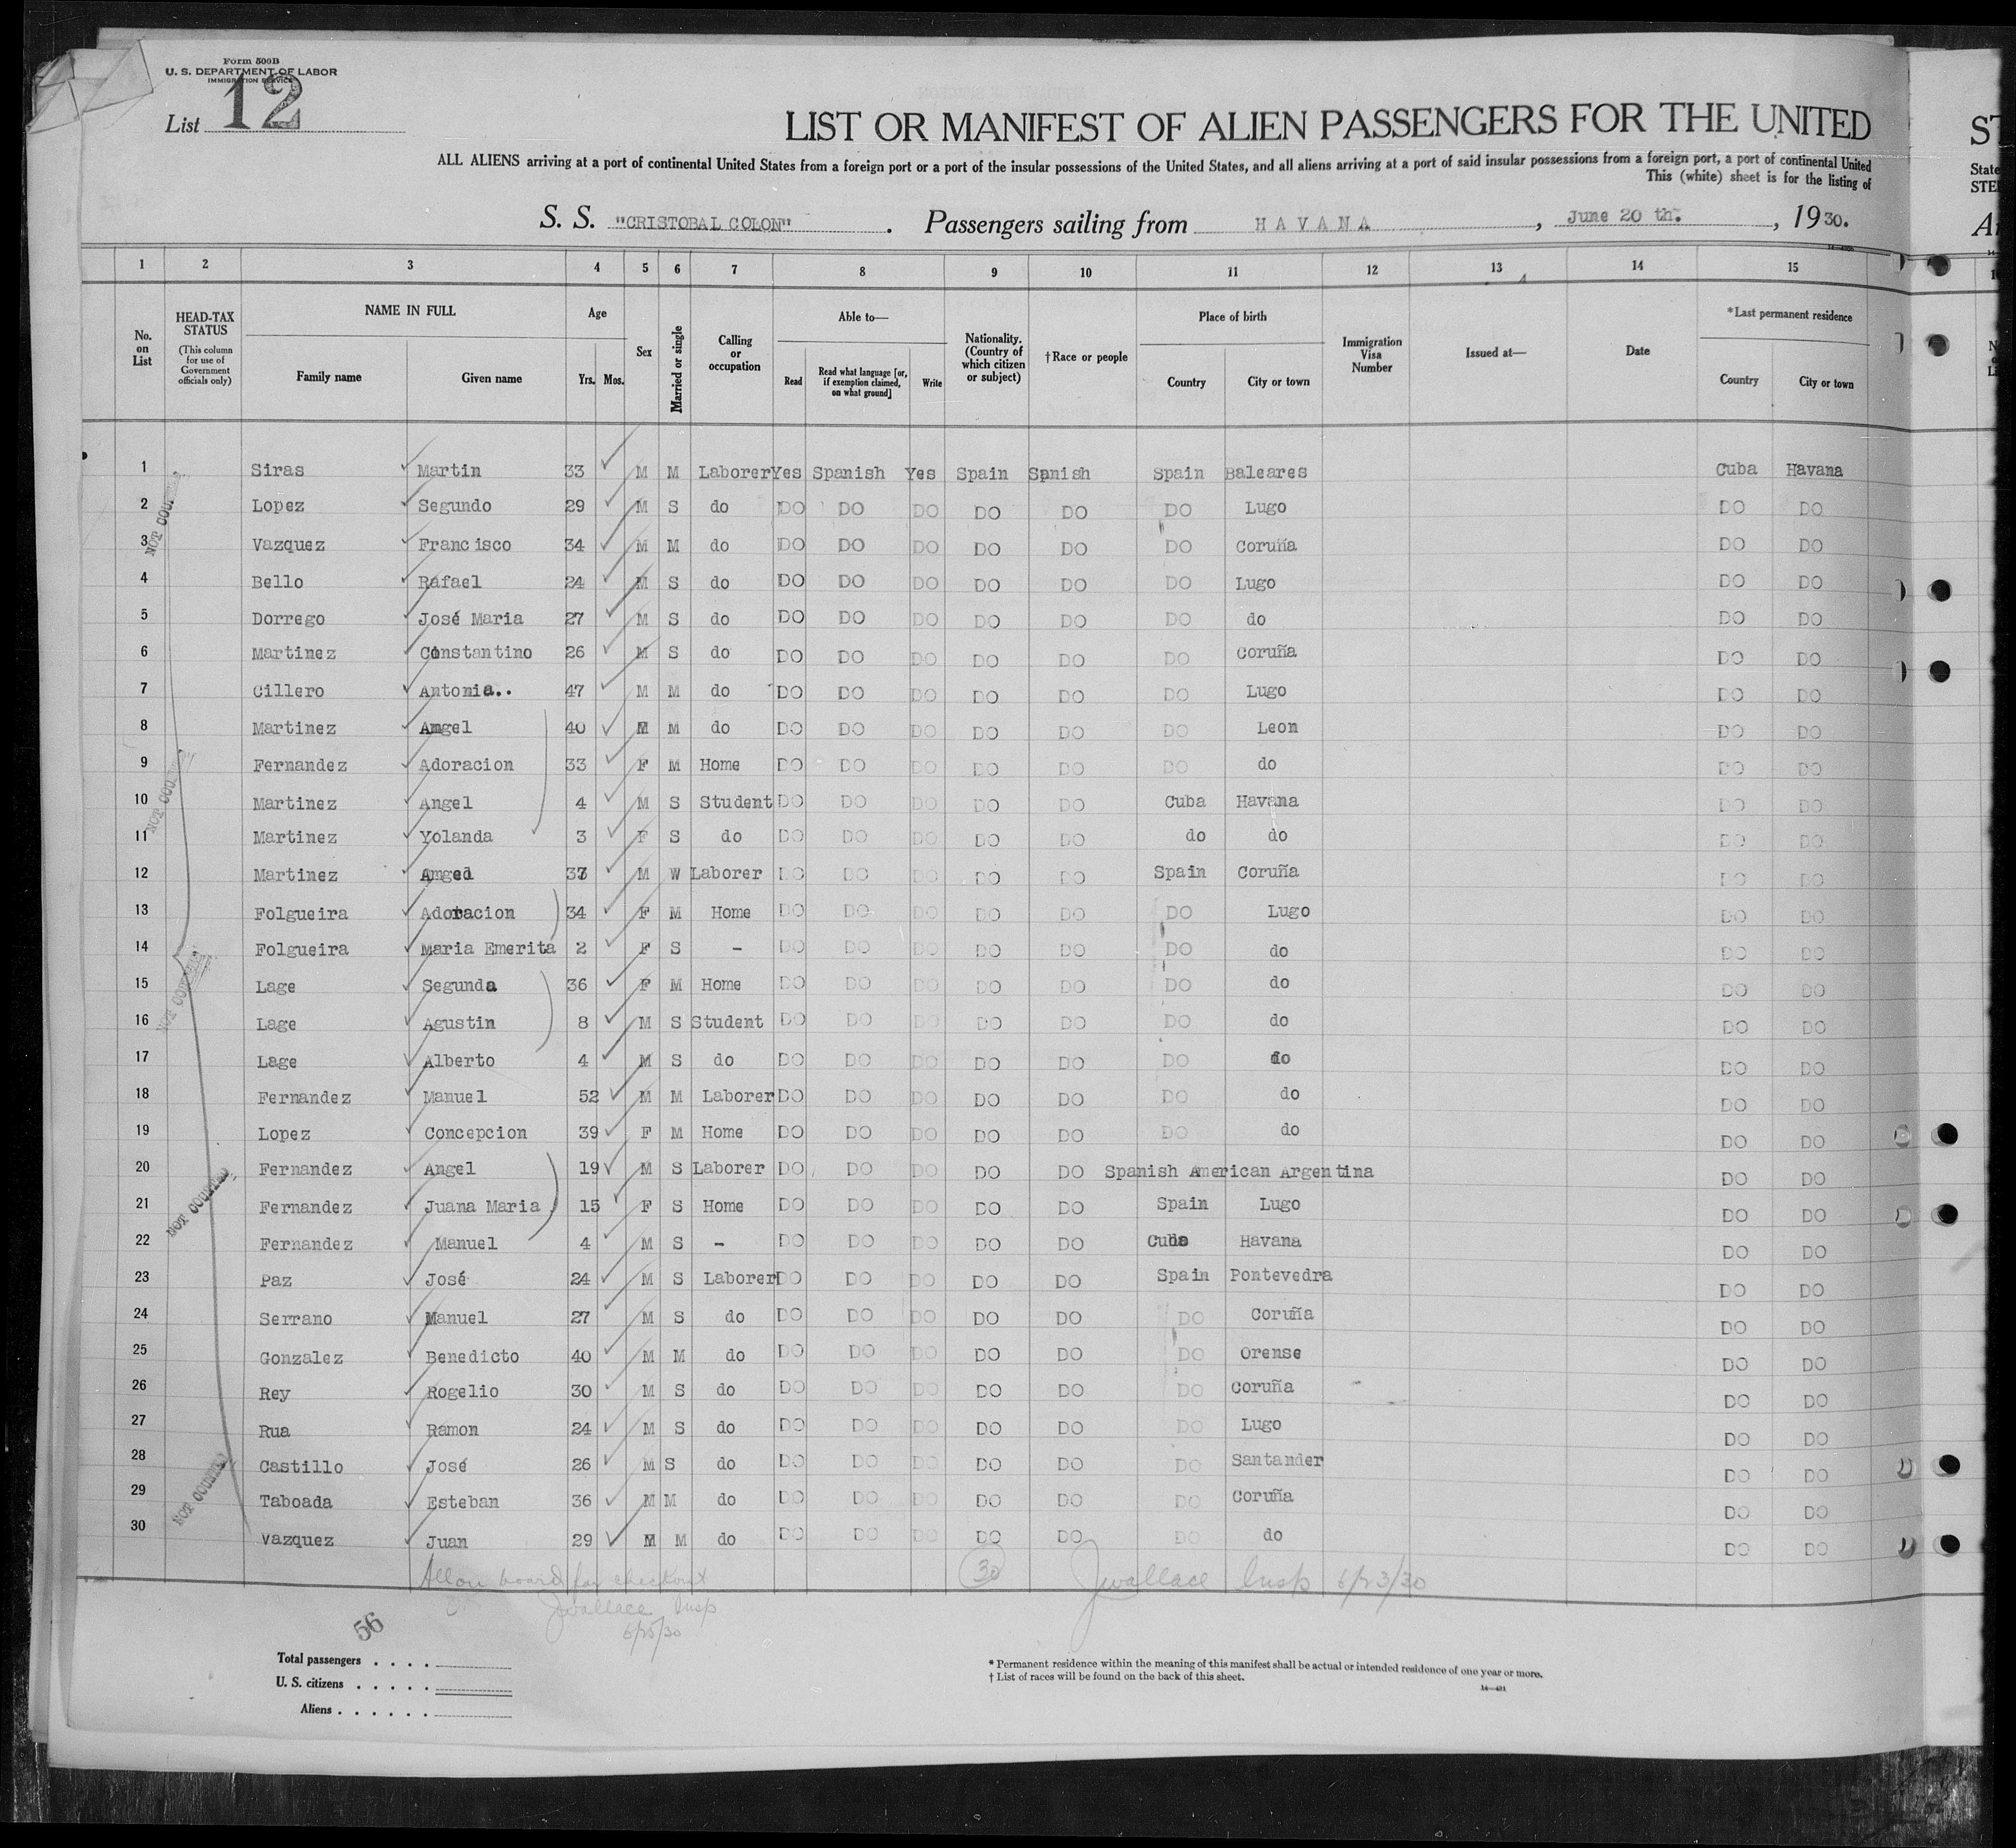 Form 500B
U. S. DEPARTMENT OF LABOR
IMMIGRATION SERVICE
List 12
LIST OR MANIFEST OF ALIEN PASSENGERS FOR THE UNITED
ALL ALIENS arriving at a port of continental United States from a foreign port or a port of the insular possessions of the United States, and all aliens arriving at a port of said insular possessions from a foreign port, a port of continental United
This (white) sheet is for the listing of
S. S. "CRISTOBAL COLON". Passengers sailing from HAVANA, June 20 th., 1930.
1 2 3 4 5 6 7 8 9 10 11 12 13 14 15
No. on List
HEAD-TAX STATUS (This column for use of Government officials only)
NAME IN FULL Family name Given name
Age Yrs. Mos.
Sex
Married or single
Calling or occupation
Able to— Read Read what language [or, if exemption claimed, on what ground] Write
Nationality. (Country of which citizen or subject)
†Race or people
Place of birth Country City or town
Immigration Visa Number
Issued at—
Date
*Last permanent residence Country City or town
1 Siras Martin 33 M M Laborer Yes Spanish Yes Spain Spnish Spain Baleares Cuba Havana
2 Lopez Segundo 29 M S do DO DO DO DO DO DO Lugo DO DO
3 Vazquez Francisco 34 M M do DO DO DO DO DO DO Coruña DO DO
4 Bello Rafael 24 M S do DO DO DO DO DO DO Lugo DO DO
5 Dorrego José Maria 27 M S do DO DO DO DO DO DO do DO DO
6 Martinez Constantino 26 M S do DO DO DO DO DO DO Coruña DO DO
7 Cillero Antonia.. 47 M M do DO DO DO DO DO DO Lugo DO DO
8 Martinez Angel 40 M M do DO DO DO DO DO DO Leon DO DO
9 Fernandez Adoracion 33 F M Home DO DO DO DO DO DO do DO DO
10 Martinez Angel 4 M S Student DO DO DO DO DO Cuba Havana DO DO
11 Martinez Yolanda 3 F S do DO DO DO DO DO do do DO DO
12 Martinez Angel 37 M W Laborer DO DO DO DO DO Spain Coruña DO DO
13 Folgueira Adoracion 34 F M Home DO DO DO DO DO DO Lugo DO DO
14 Folgueira Maria Emerita 2 F S - DO DO DO DO DO DO do DO DO
15 Lage Segunda 36 F M Home DO DO DO DO DO DO do DO DO
16 Lage Agustin 8 M S Student DO DO DO DO DO DO do DO DO
17 Lage Alberto 4 M S do DO DO DO DO DO DO do DO DO
18 Fernandez Manuel 52 M M Laborer DO DO DO DO DO DO do DO DO
19 Lopez Concepcion 39 F M Home DO DO DO DO DO DO do DO DO
20 Fernandez Angel 19 M S Laborer DO DO DO DO DO Spanish American Argentina DO DO
21 Fernandez Juana Maria 15 F S Home DO DO DO DO DO Spain Lugo DO DO
22 Fernandez Manuel 4 M S - DO DO DO DO DO Cuba Havana DO DO
23 Paz José 24 M S Laborer DO DO DO DO DO Spain Pontevedra DO DO
24 Serrano Manuel 27 M S do DO DO DO DO DO DO Coruña DO DO
25 Gonzalez Benedicto 40 M M do DO DO DO DO DO DO Orense DO DO
26 Rey Rogelio 30 M S do DO DO DO DO DO DO Coruña DO DO
27 Rua Ramon 24 M S do DO DO DO DO DO DO Lugo DO DO
28 Castillo José 26 M S do DO DO DO DO DO DO Santander DO DO
29 Taboada Esteban 36 M M do DO DO DO DO DO DO Coruña DO DO
30 Vazquez Juan 29 M M do DO DO DO DO DO DO do DO DO
NOT COUNTED
NOT COUNTED
All on board for checkout 30 JWallace Insp 6/23/30
JWallace Insp
6/25/30
56
Total passengers
U. S. citizens
Aliens
* Permanent residence within the meaning of this manifest shall be actual or intended residence of one year or more.
† List of races will be found on the back of this sheet.
14—491
ST
State
STE